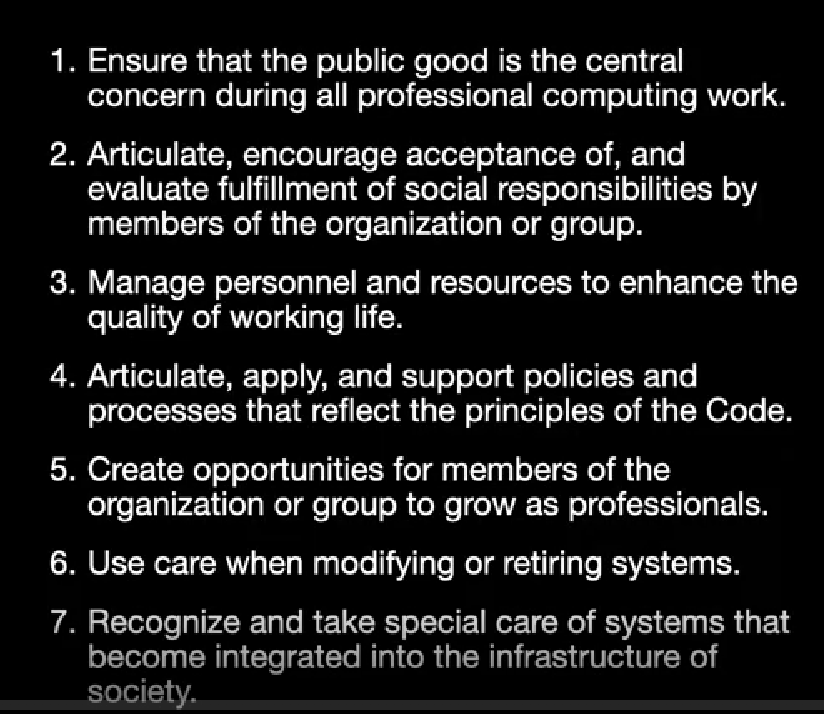 1. Ensure that the public good is the central
concern during all professional computing work.
2. Articulate, encourage acceptance of, and
evaluate fulfillment of social responsibilities by
members of the organization or group.
3. Manage personnel and resources to enhance the
quality of working life.
4. Articulate, apply, and support policies and
processes that reflect the principles of the Code.
5. Create opportunities for members of the
organization or group to grow as professionals.
6. Use care when modifying or retiring systems.
7. Recognize and take special care of systems that
become integrated into the infrastructure of
society.